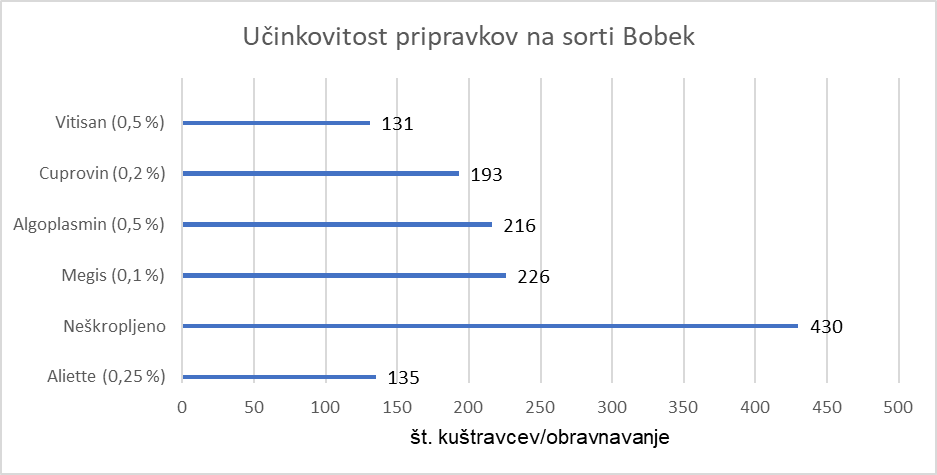 Učinkovitost pripravkov na sorti Bobek
Vitisan (0,5 %)
131
Cuprovin (0,2 %)
193
Algoplasmin (0,5 %)
216
Megis (0,1 %)
226
Neškropljeno
430
Aliette (0,25 %)
135
0 50 100 150 200 250 300 350 400 450 500
št. kuštravcev/obravnavanje